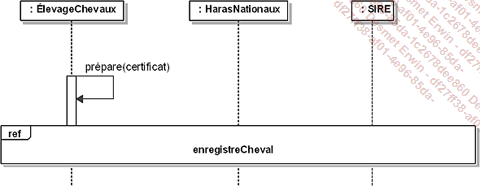 : ÉlevageChevaux
: HarasNationaux
: SIRE
prépare(certificat)
ref
enregistreCheval